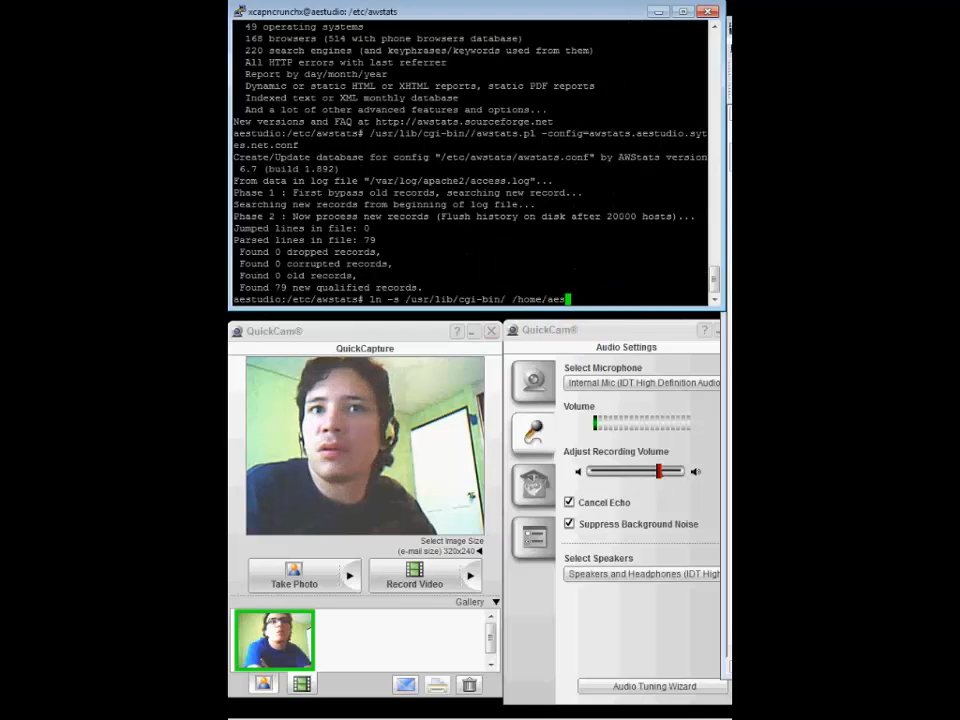 xcapncrunchx@aestudio: /etc/awstats
49 operating systems
168 browsers (514 with phone browsers database)
220 search engines (and keyphrases/keywords used from them)
All HTTP errors with last referrer
Report by day/month/year
Dynamic or static HTML or XHTML reports, static PDF reports
Indexed text or XML monthly database
And a lot of other advanced features and options...
New versions and FAQ at http://awstats.sourceforge.net
aestudio:/etc/awstats# /usr/lib/cgi-bin//awstats.pl -config=awstats.aestudio.syt
es.net.conf
Create/Update database for config "/etc/awstats/awstats.conf" by AWStats version
6.7 (build 1.892)
From data in log file "/var/log/apache2/access.log"...
Phase 1 : First bypass old records, searching new record...
Searching new records from beginning of log file...
Phase 2 : Now process new records (Flush history on disk after 20000 hosts)...
Jumped lines in file: 0
Parsed lines in file: 79
Found 0 dropped records,
Found 0 corrupted records,
Found 0 old records,
Found 79 new qualified records.
aestudio:/etc/awstats# ln -s /usr/lib/cgi-bin/ /home/aes
QuickCam®
QuickCapture
Select Image Size
(e-mail size) 320x240
Take Photo
Record Video
Gallery
QuickCam®
Audio Settings
Select Microphone
Internal Mic (IDT High Definition Audio
Volume
Adjust Recording Volume
Cancel Echo
Suppress Background Noise
Select Speakers
Speakers and Headphones (IDT High
Audio Tuning Wizard